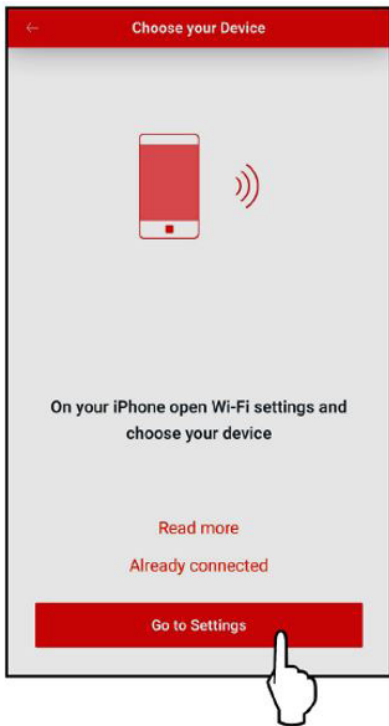 Choose your Device
On your iPhone open Wi-Fi settings and
choose your device
Read more
Already connected
Go to Settings